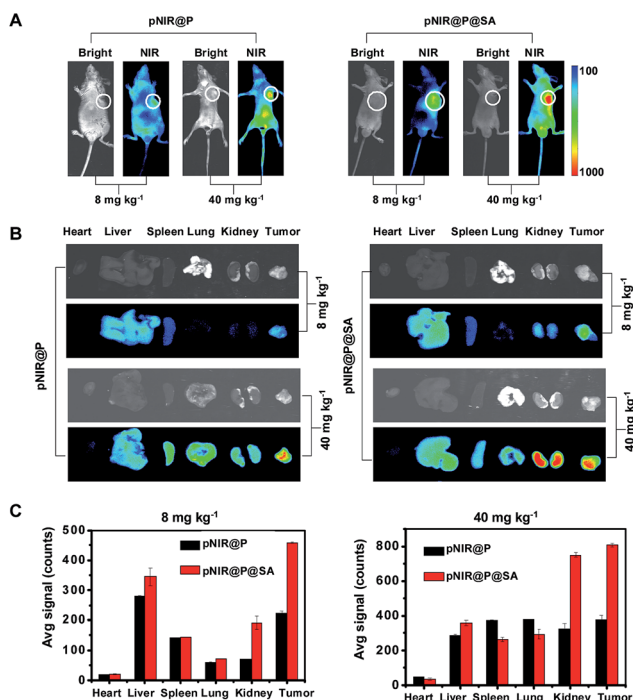 A
pNIR@P
pNIR@P@SA
Bright NIR Bright NIR
Bright NIR Bright NIR
100
1000
8 mg kg-1
40 mg kg-1
8 mg kg-1
40 mg kg-1
B
Heart Liver Spleen Lung Kidney Tumor
Heart Liver Spleen Lung Kidney Tumor
pNIR@P
8 mg kg-1
40 mg kg-1
pNIR@P@SA
8 mg kg-1
40 mg kg-1
C
8 mg kg-1
Avg signal (counts)
500
400
300
200
100
0
pNIR@P
pNIR@P@SA
Heart Liver Spleen Lung Kidney Tumor
40 mg kg-1
Avg signal (counts)
800
600
400
200
0
pNIR@P
pNIR@P@SA
Heart Liver Spleen Lung Kidney Tumor